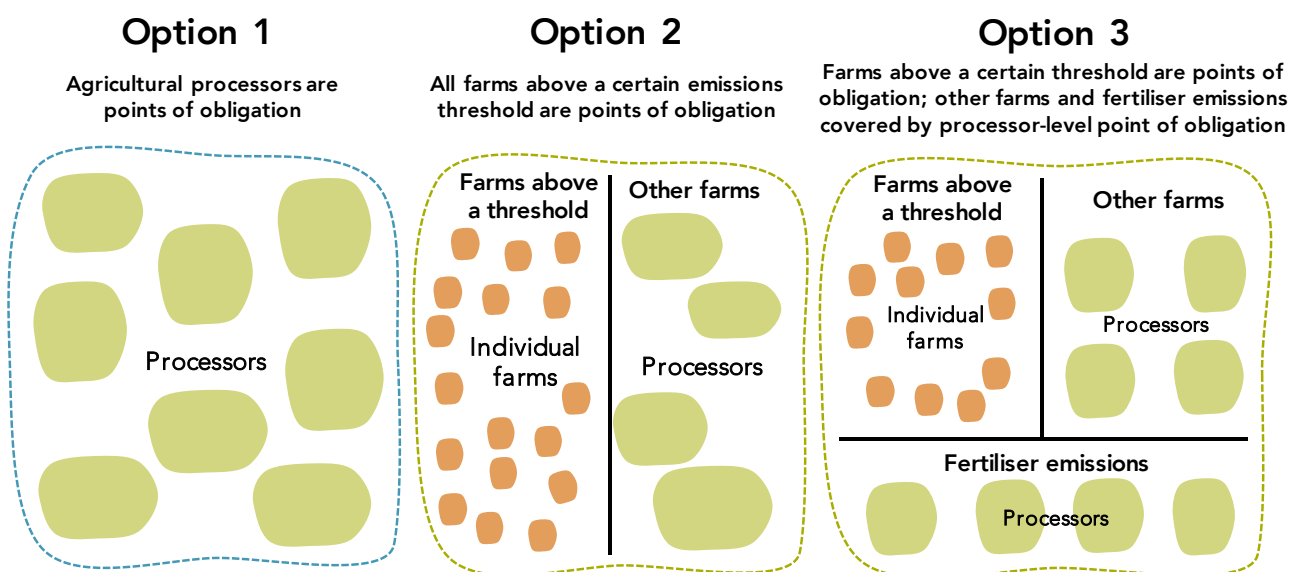 Option 1
Agricultural processors are
points of obligation
Processors
Option 2
All farms above a certain emissions
threshold are points of obligation
Farms above
a threshold
Individual
farms
Other farms
Processors
Option 3
Farms above a certain threshold are points of
obligation; other farms and fertiliser emissions
covered by processor-level point of obligation
Farms above
a threshold
Individual
farms
Other farms
Processors
Fertiliser emissions
Processors